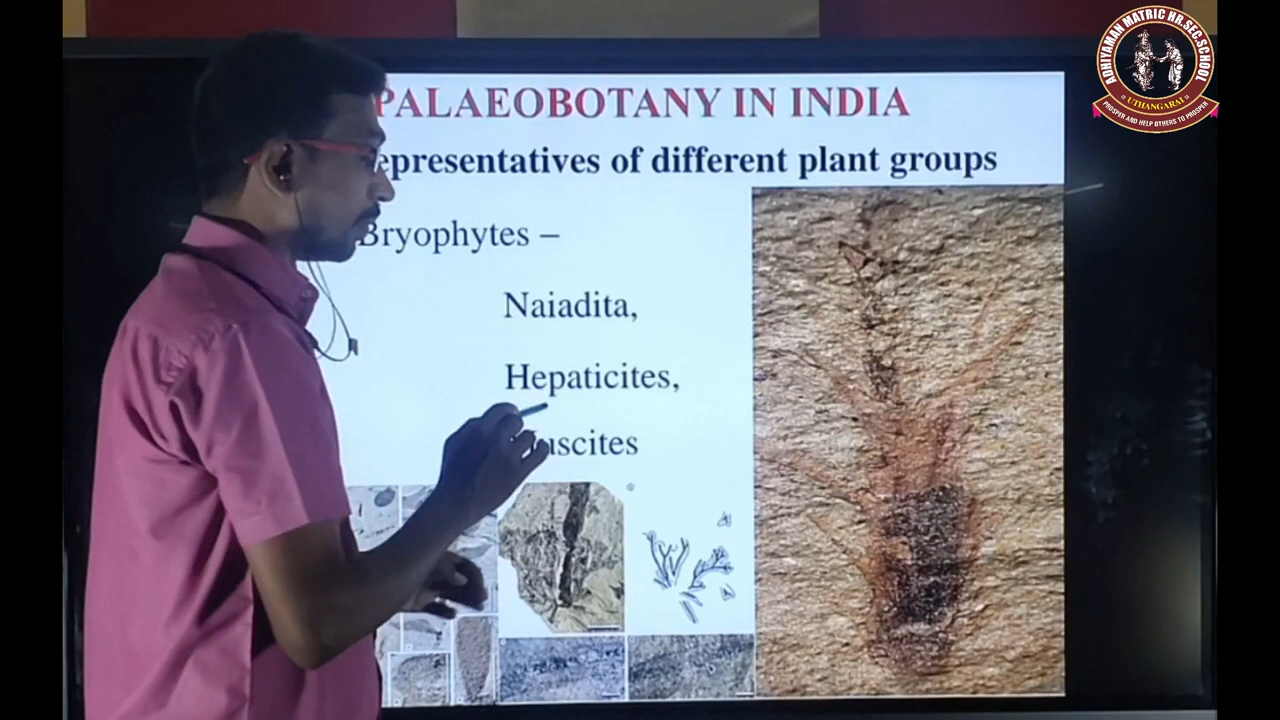 PALAEOBOTANY IN INDIA
epresentatives of different plant groups
Bryophytes –
Naiadita,
Hepaticites,
uscites
ADHIYAMAN MATRIC HR.SEC.SCHOOL
UTHANGARAI
PROSPER AND HELP OTHERS TO PROSPER